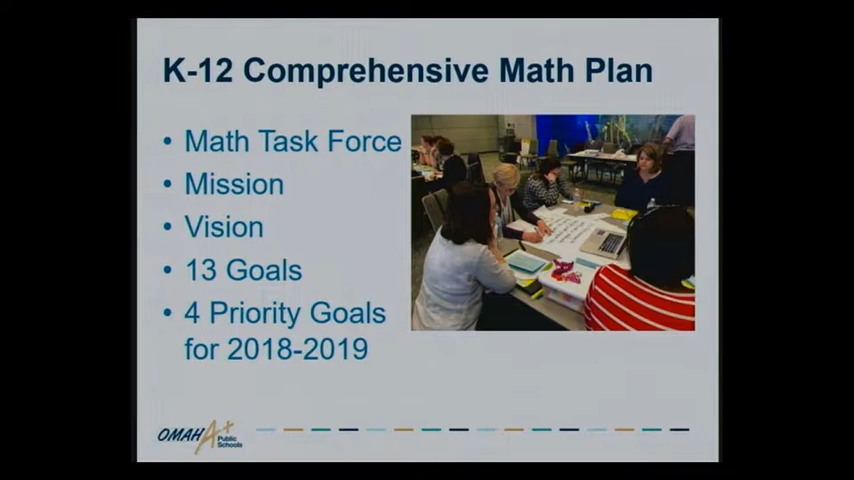 K-12 Comprehensive Math Plan
• Math Task Force
• Mission
• Vision
• 13 Goals
• 4 Priority Goals
for 2018-2019
OMAHA
Public
Schools